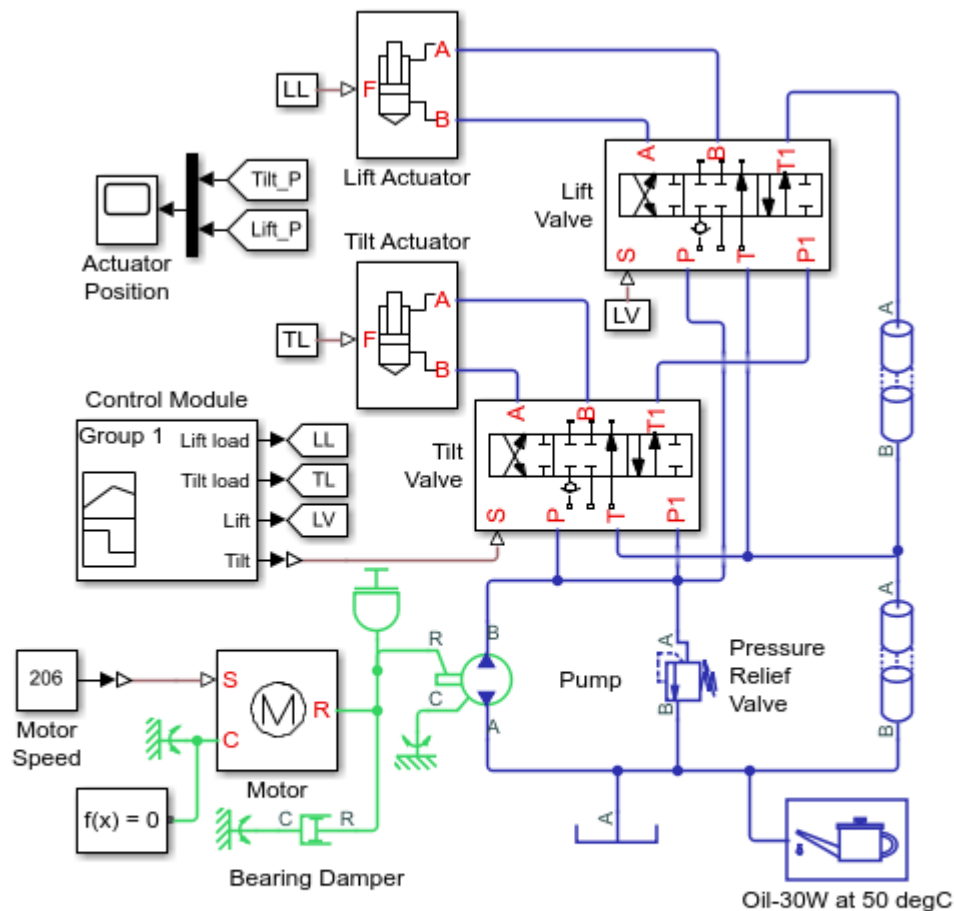 LL
F
A
B
Lift Actuator
A
B
T1
Lift
Valve
S
P
T
P1
LV
Tilt_P
Lift_P
Actuator
Position
Tilt Actuator
TL
F
A
B
A
B
Control Module
Group 1
Lift load
LL
Tilt load
TL
Lift
LV
Tilt
A
B
T1
Tilt
Valve
S
P
T
P1
206
Motor
Speed
S
C
M
R
Motor
f(x) = 0
C
R
Bearing Damper
R
C
B
A
Pump
A
B
Pressure
Relief
Valve
A
B
A
Oil-30W at 50 degC